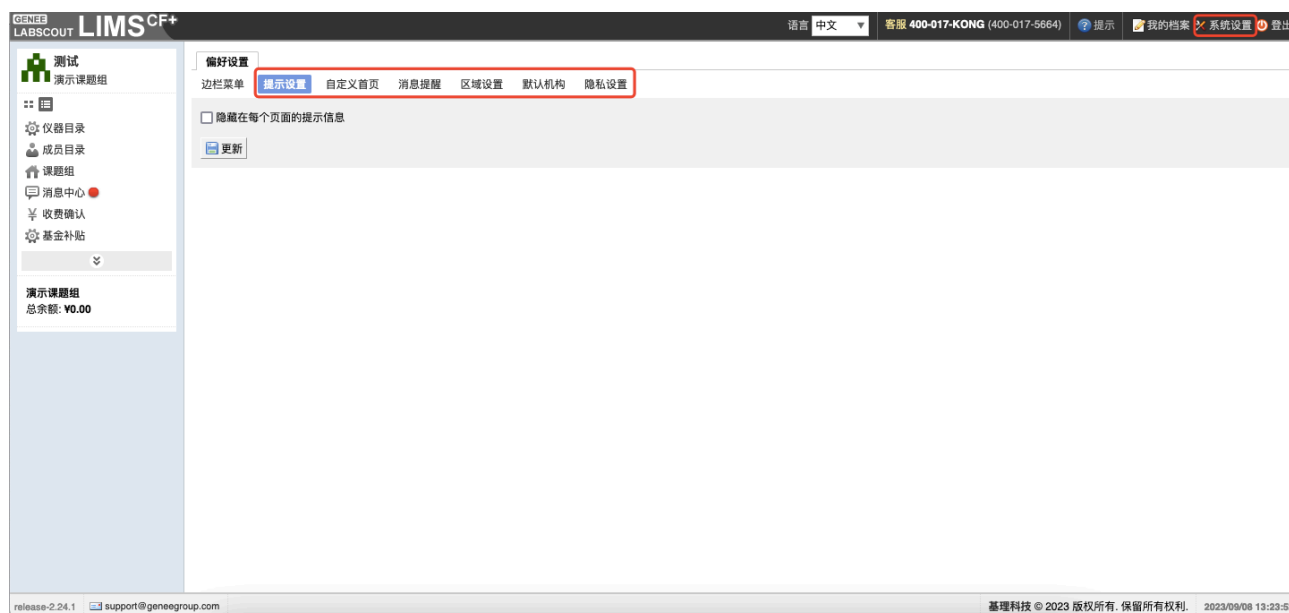 GENEE
LABSCOUT LIMS CF+
语言 中文 客服 400-017-KONG (400-017-5664) 提示 我的档案 系统设置 登出
测试
演示课题组
仪器目录
成员目录
课题组
消息中心
收费确认
基金补贴
演示课题组
总余额: ¥0.00
偏好设置
边栏菜单 提示设置 自定义首页 消息提醒 区域设置 默认机构 隐私设置
隐藏在每个页面的提示信息
更新
release-2.24.1 support@geneegroup.com 基理科技 © 2023 版权所有. 保留所有权利. 2023/09/08 13:23:5